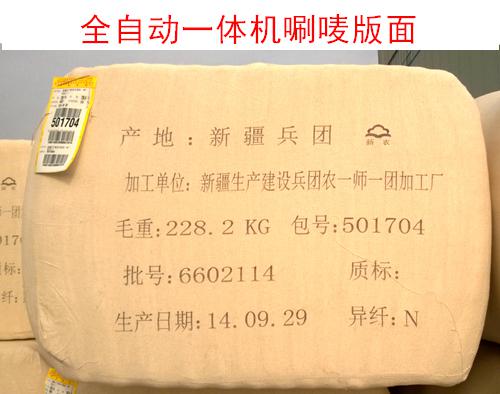 全自动一体机唰唛版面
501704
产地：新疆兵团
新农
加工单位：新疆生产建设兵团农一师一团加工厂
毛重:228.2 KG 包号:501704
批号:6602114 质标:
生产日期:14.09.29 异纤:N